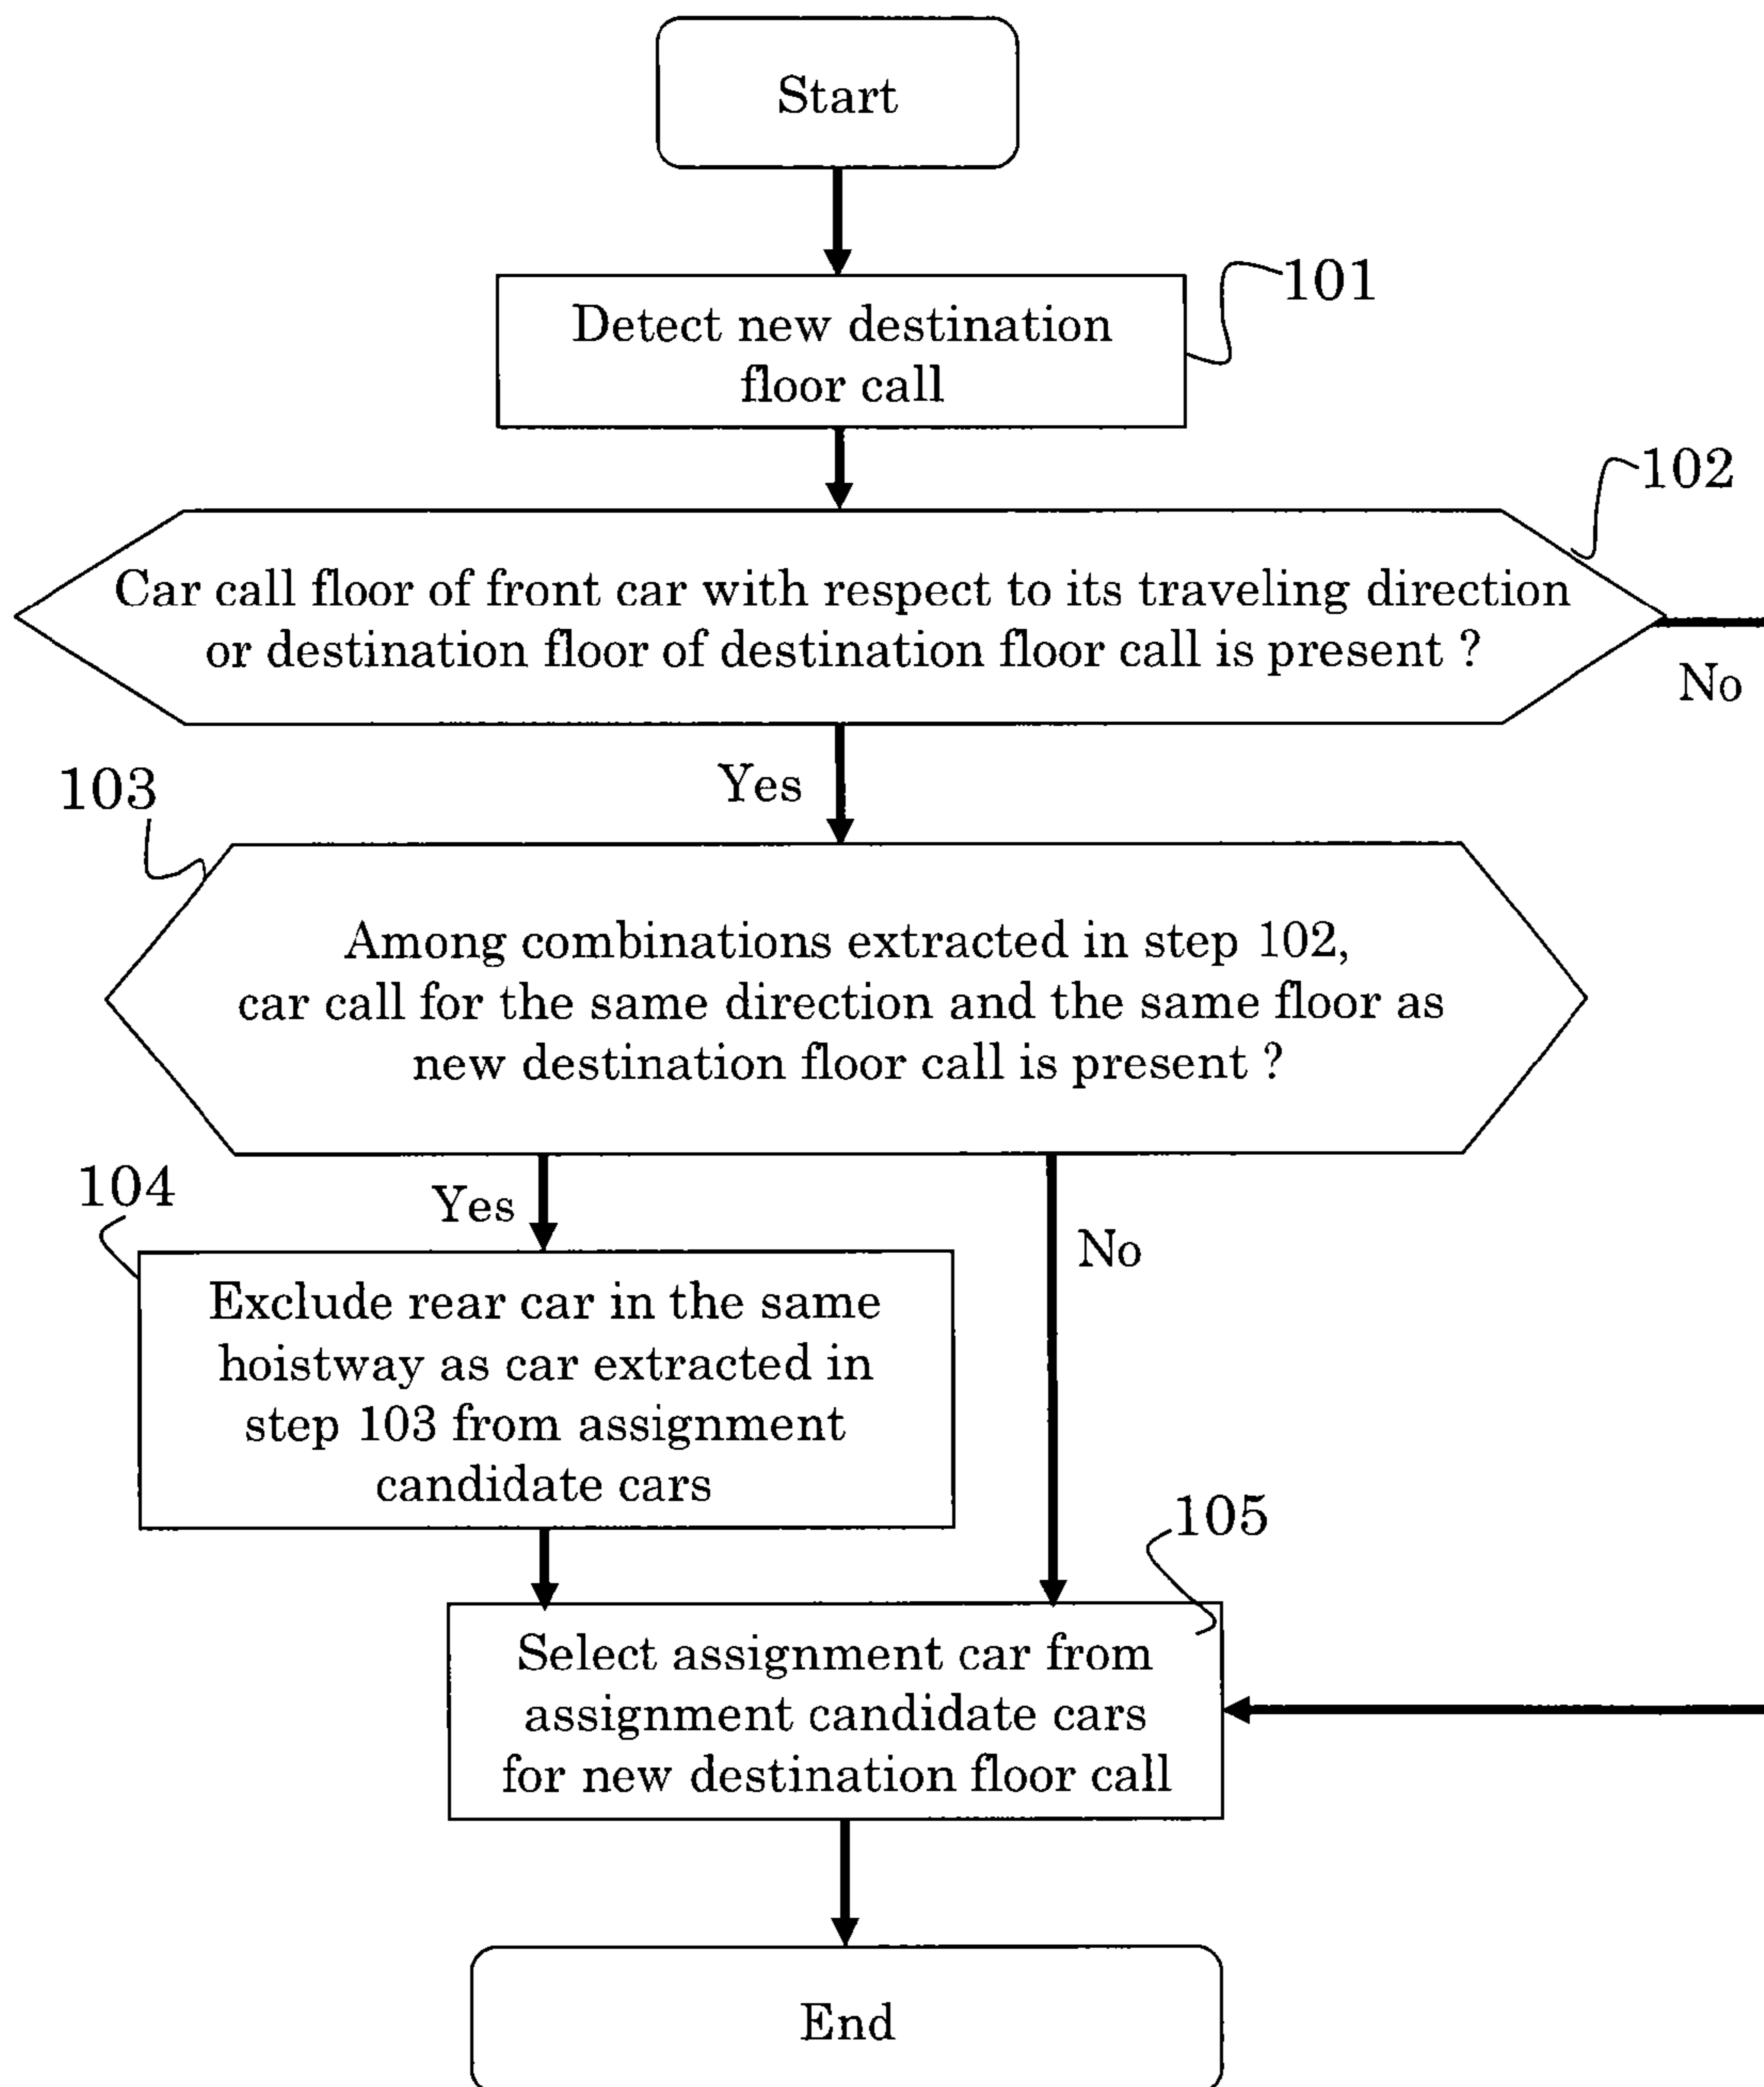 Start
101
Detect new destination
floor call
102
Car call floor of front car with respect to its traveling direction
or destination floor of destination floor call is present ?
No
Yes
103
Among combinations extracted in step 102,
car call for the same direction and the same floor as
new destination floor call is present ?
104
Yes
No
Exclude rear car in the same
hoistway as car extracted in
step 103 from assignment
candidate cars
105
Select assignment car from
assignment candidate cars
for new destination floor call
End